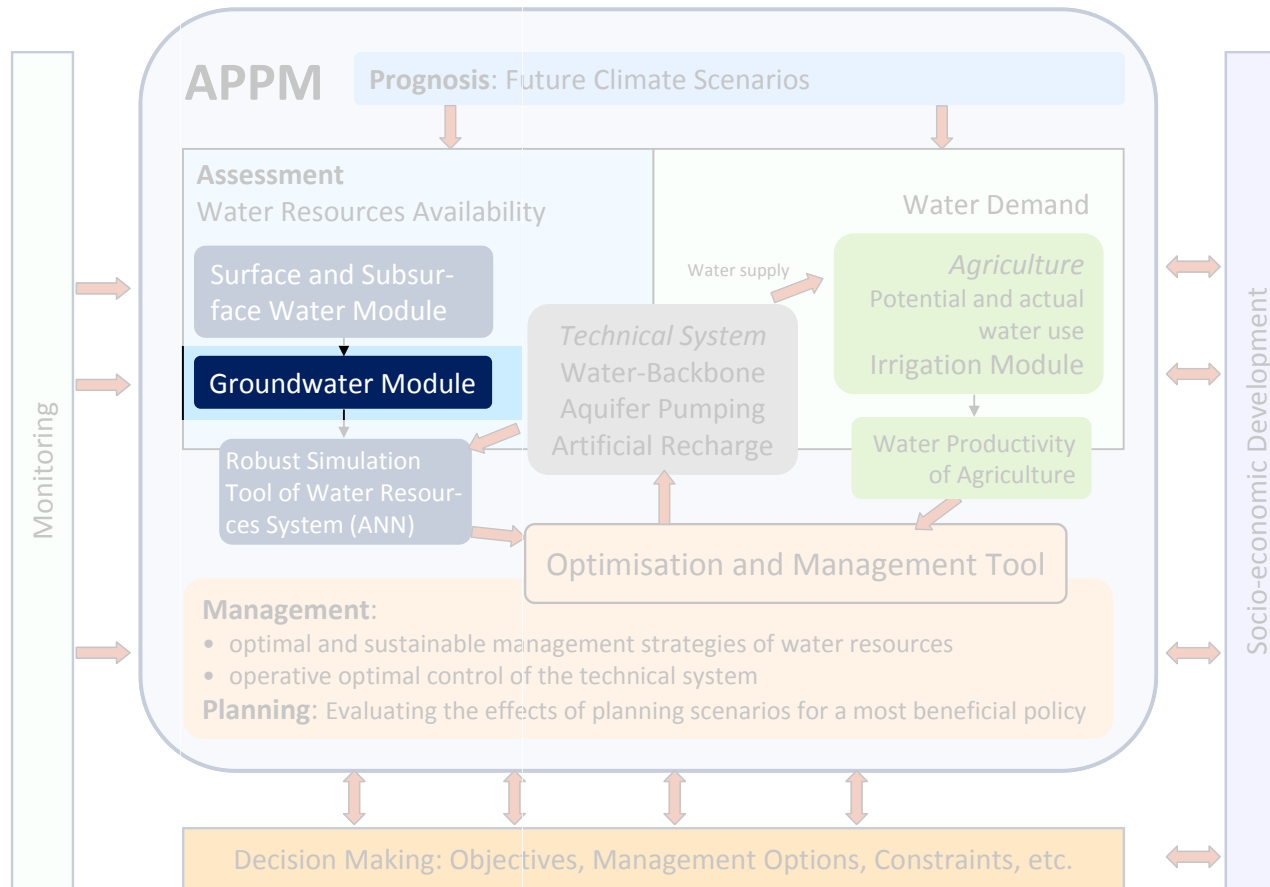 APPM
Prognosis: Future Climate Scenarios
Assessment
Water Resources Availability
Water Demand
Surface and Subsur-
face Water Module
Groundwater Module
Robust Simulation
Tool of Water Resour-
ces System (ANN)
Technical System
Water-Backbone
Aquifer Pumping
Artificial Recharge
Water supply
Agriculture
Potential and actual
water use
Irrigation Module
Water Productivity
of Agriculture
Optimisation and Management Tool
Management:
• optimal and sustainable management strategies of water resources
• operative optimal control of the technical system
Planning: Evaluating the effects of planning scenarios for a most beneficial policy
Monitoring
Socio-economic Development
Decision Making: Objectives, Management Options, Constraints, etc.